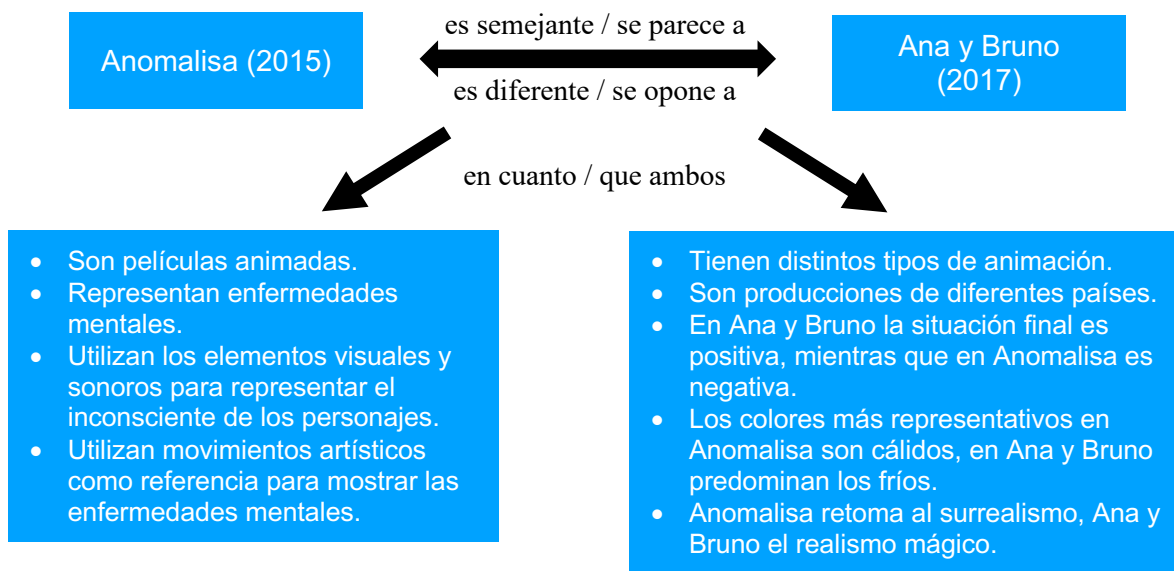 es semejante / se parece a
Anomalisa (2015)
Ana y Bruno
(2017)
es diferente / se opone a
en cuanto / que ambos
• Son películas animadas.
• Representan enfermedades
mentales.
• Utilizan los elementos visuales y
sonoros para representar el
inconsciente de los personajes.
• Utilizan movimientos artísticos
como referencia para mostrar las
enfermedades mentales.
• Tienen distintos tipos de animación.
• Son producciones de diferentes países.
• En Ana y Bruno la situación final es
positiva, mientras que en Anomalisa es
negativa.
• Los colores más representativos en
Anomalisa son cálidos, en Ana y Bruno
predominan los fríos.
• Anomalisa retoma al surrealismo, Ana y
Bruno el realismo mágico.